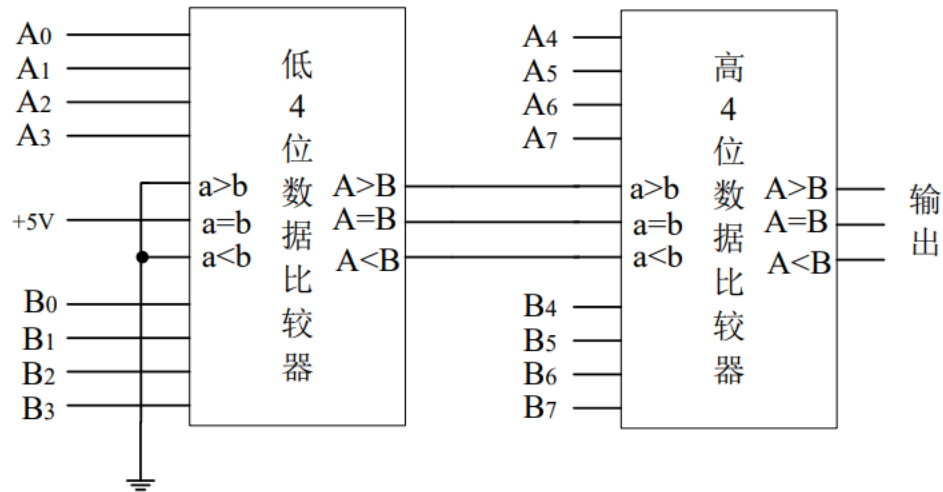 A0
A1
A2
A3
+5V
B0
B1
B2
B3
低4位数据比较器
a>b
a=b
a<b
A>B
A=B
A<B
A4
A5
A6
A7
B4
B5
B6
B7
高4位数据比较器
a>b
a=b
a<b
A>B
A=B
A<B
输出